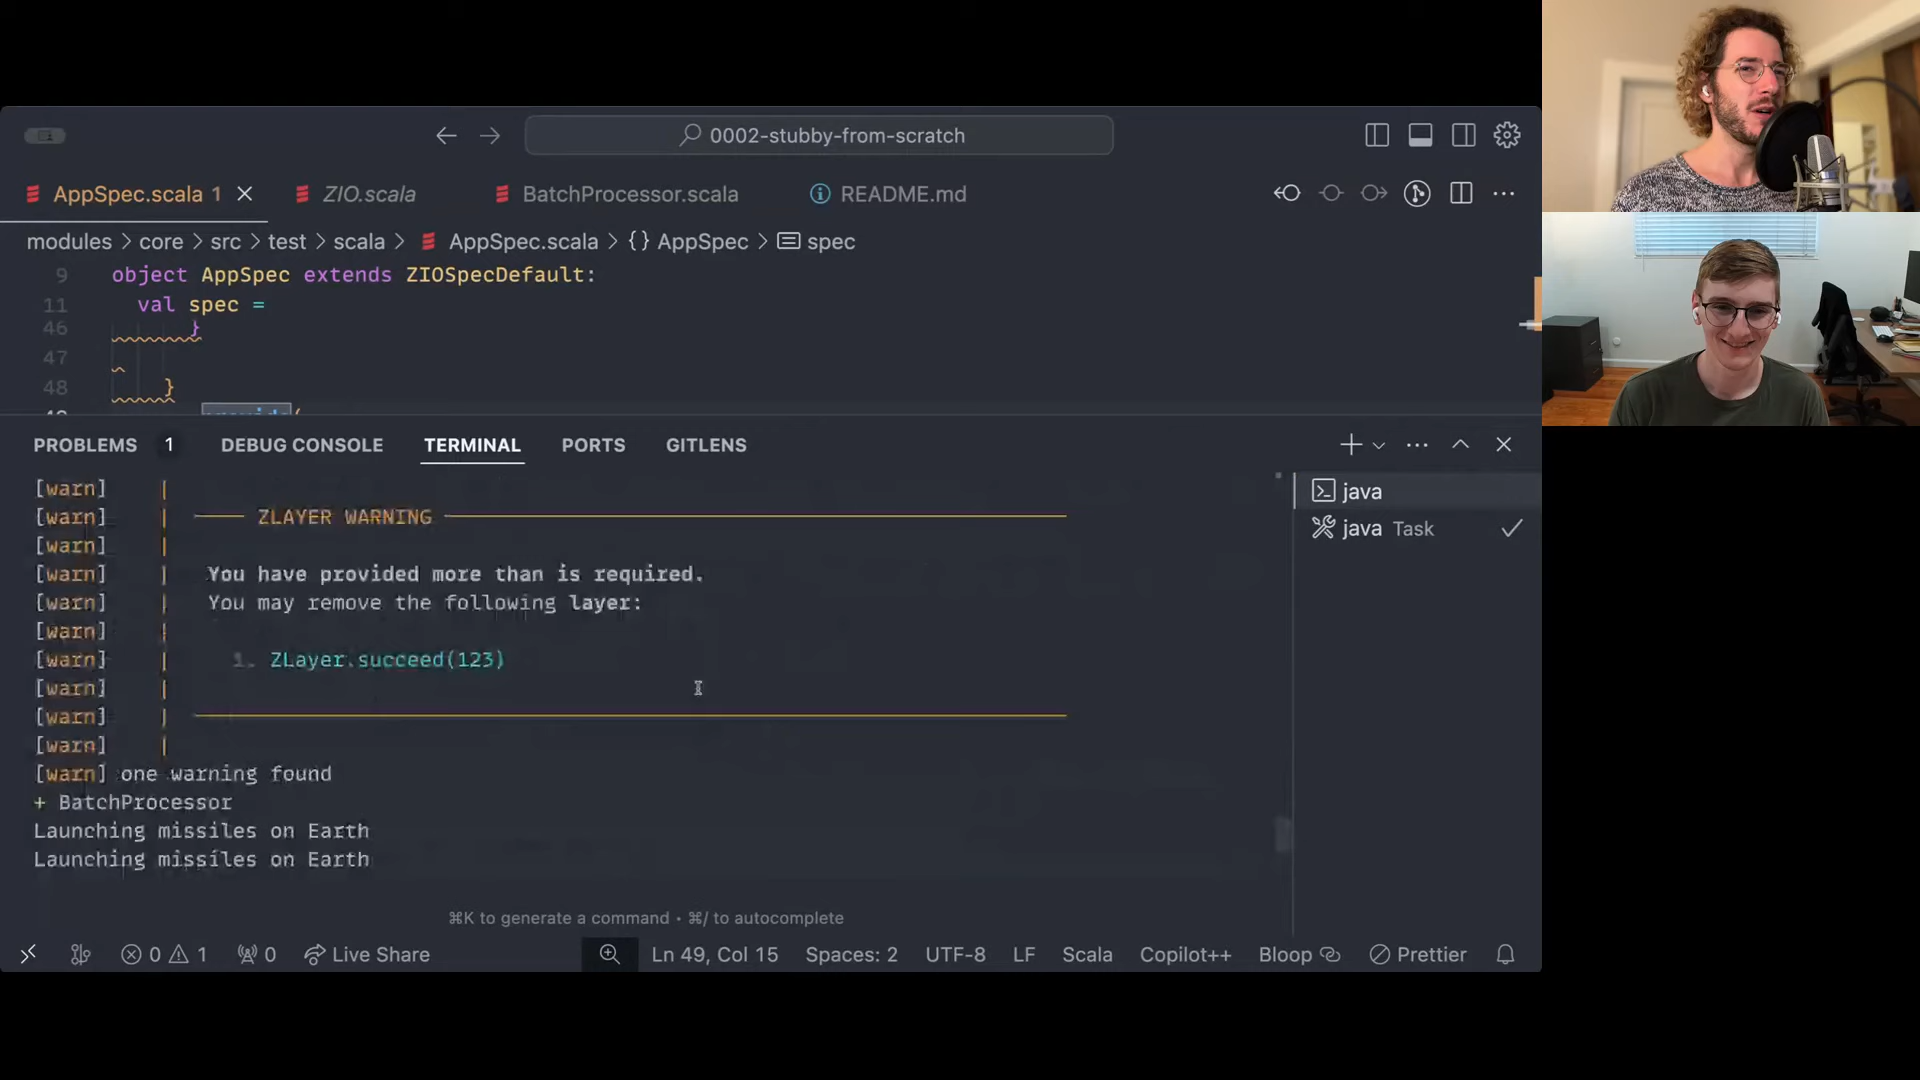 0002-stubby-from-scratch
AppSpec.scala 1
ZIO.scala
BatchProcessor.scala
README.md
modules > core > src > test > scala > AppSpec.scala > {} AppSpec > spec
9 object AppSpec extends ZIOSpecDefault:
11 val spec =
46 }
47
48 }
PROBLEMS 1 DEBUG CONSOLE TERMINAL PORTS GITLENS
[warn] |
[warn] | ZLAYER WARNING
[warn] |
[warn] | You have provided more than is required.
[warn] | You may remove the following layer:
[warn] |
[warn] | 1. ZLayer.succeed(123)
[warn] |
[warn] |
[warn] |
[warn] one warning found
+ BatchProcessor
Launching missiles on Earth
Launching missiles on Earth
java
java Task
⌘K to generate a command • ⌘/ to autocomplete
0 1 0 Live Share Ln 49, Col 15 Spaces: 2 UTF-8 LF Scala Copilot++ Bloop Prettier